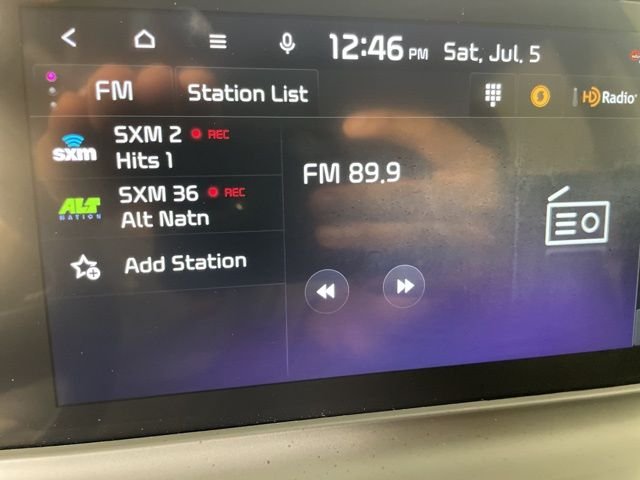 12:46 PM Sat, Jul. 5
FM Station List
HD Radio
sxm SXM 2 REC
Hits 1
ALT NATION SXM 36 REC
Alt Natn
Add Station
FM 89.9